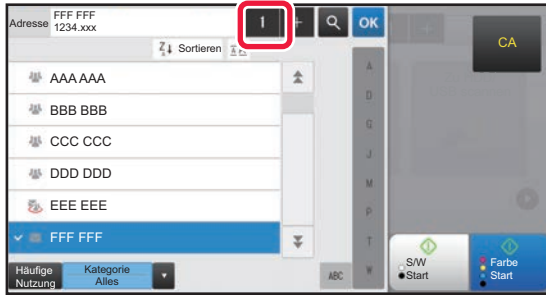 Adresse
FFF FFF
1234.xxx
1
+
OK
CA
Z↓ Sortieren
AAA AAA
BBB BBB
CCC CCC
DDD DDD
EEE EEE
FFF FFF
A
D
G
J
M
P
T
W
Häufige
Nutzung
Kategorie
Alles
ABC
S/W
Start
Farbe
Start